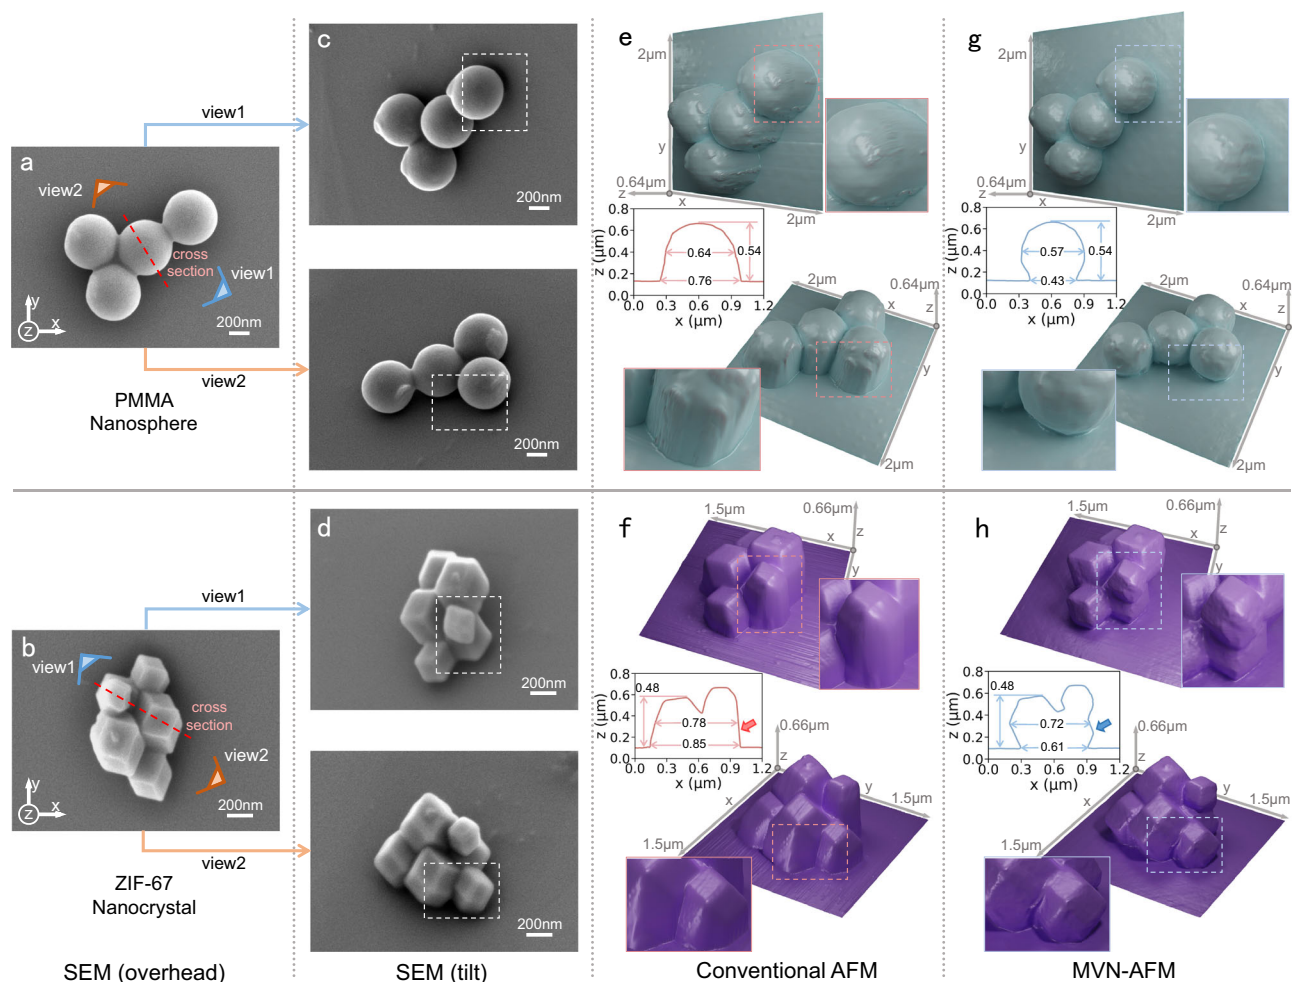 a
view2
cross
section
view1
y
z
x
200nm
PMMA
Nanosphere
view1
view2
c
200nm
200nm
e
2μm
y
0.64μm
z
x
2μm
0.8
0.6
0.4
0.2
0.0
z (μm)
0.64
0.76
0.54
0.0
0.3
0.6
0.9
1.2
x (μm)
2μm
0.64μm
x
z
y
2μm
g
2μm
y
0.64μm
z
x
2μm
0.8
0.6
0.4
0.2
0.0
z (μm)
0.57
0.43
0.54
0.0
0.3
0.6
0.9
1.2
x (μm)
2μm
0.64μm
x
z
y
2μm
b
view1
cross
section
view2
y
z
x
200nm
ZIF-67
Nanocrystal
view1
view2
d
200nm
200nm
f
1.5μm
0.66μm
x
z
y
0.8
0.6
0.4
0.2
0.0
z (μm)
0.48
0.78
0.85
0.0
0.3
0.6
0.9
1.2
x (μm)
0.66μm
z
x
y
1.5μm
1.5μm
h
1.5μm
0.66μm
x
z
y
0.8
0.6
0.4
0.2
0.0
z (μm)
0.48
0.72
0.61
0.0
0.3
0.6
0.9
1.2
x (μm)
0.66μm
z
x
y
1.5μm
1.5μm
SEM (overhead)
SEM (tilt)
Conventional AFM
MVN-AFM